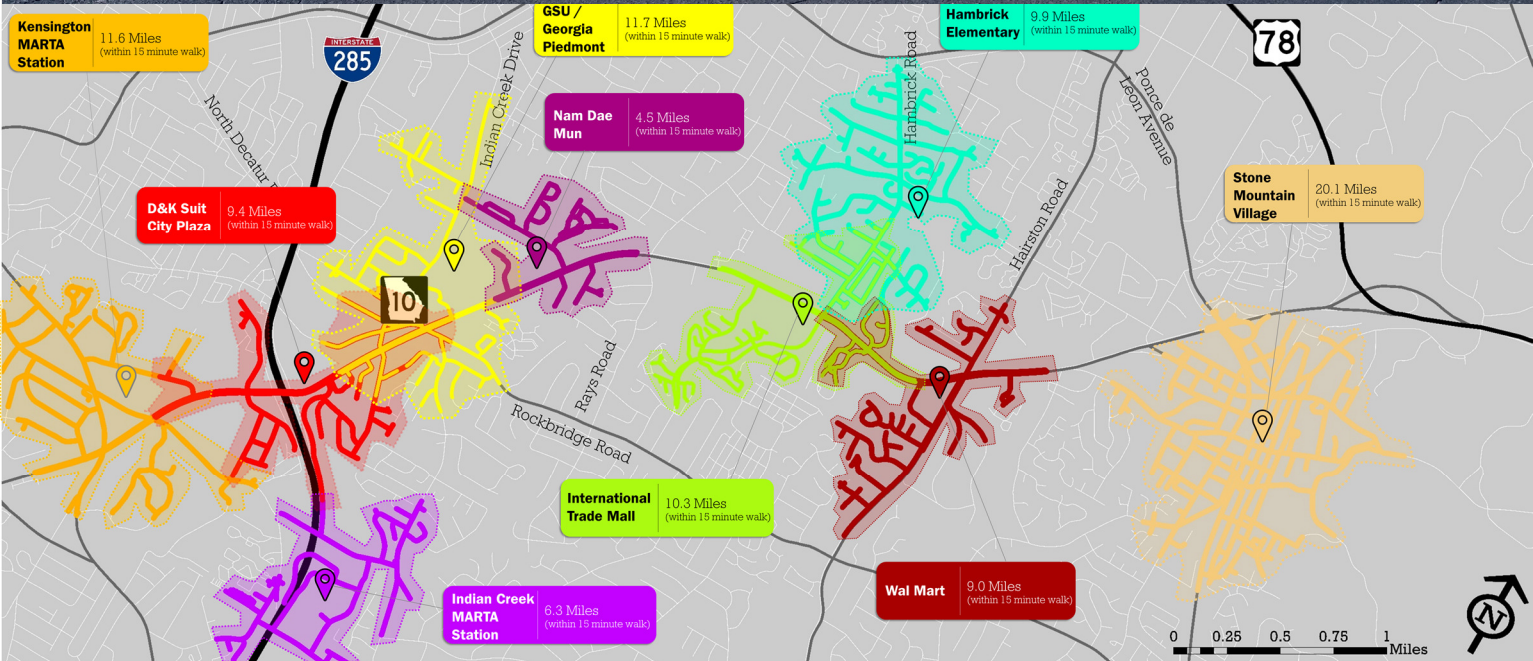 Kensington
MARTA
Station
11.6 Miles
(within 15 minute walk)
INTERSTATE
285
GSU /
Georgia
Piedmont
11.7 Miles
(within 15 minute walk)
Hambrick
Elementary
9.9 Miles
(within 15 minute walk)
78
North Decatur
Indian Creek Drive
Nam Dae
Mun
4.5 Miles
(within 15 minute walk)
Hambrick Road
Ponce de
Leon Avenue
Stone
Mountain
Village
20.1 Miles
(within 15 minute walk)
D&K Suit
City Plaza
9.4 Miles
(within 15 minute walk)
Hairston Road
10
Rays Road
Rockbridge Road
International
Trade Mall
10.3 Miles
(within 15 minute walk)
Indian Creek
MARTA
Station
6.3 Miles
(within 15 minute walk)
Wal Mart
9.0 Miles
(within 15 minute walk)
N
0 0.25 0.5 0.75 1
Miles